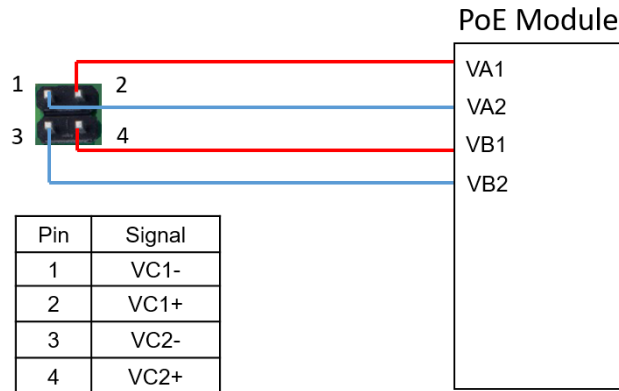 PoE Module
1 2
3 4
VA1
VA2
VB1
VB2
Pin Signal
1 VC1-
2 VC1+
3 VC2-
4 VC2+